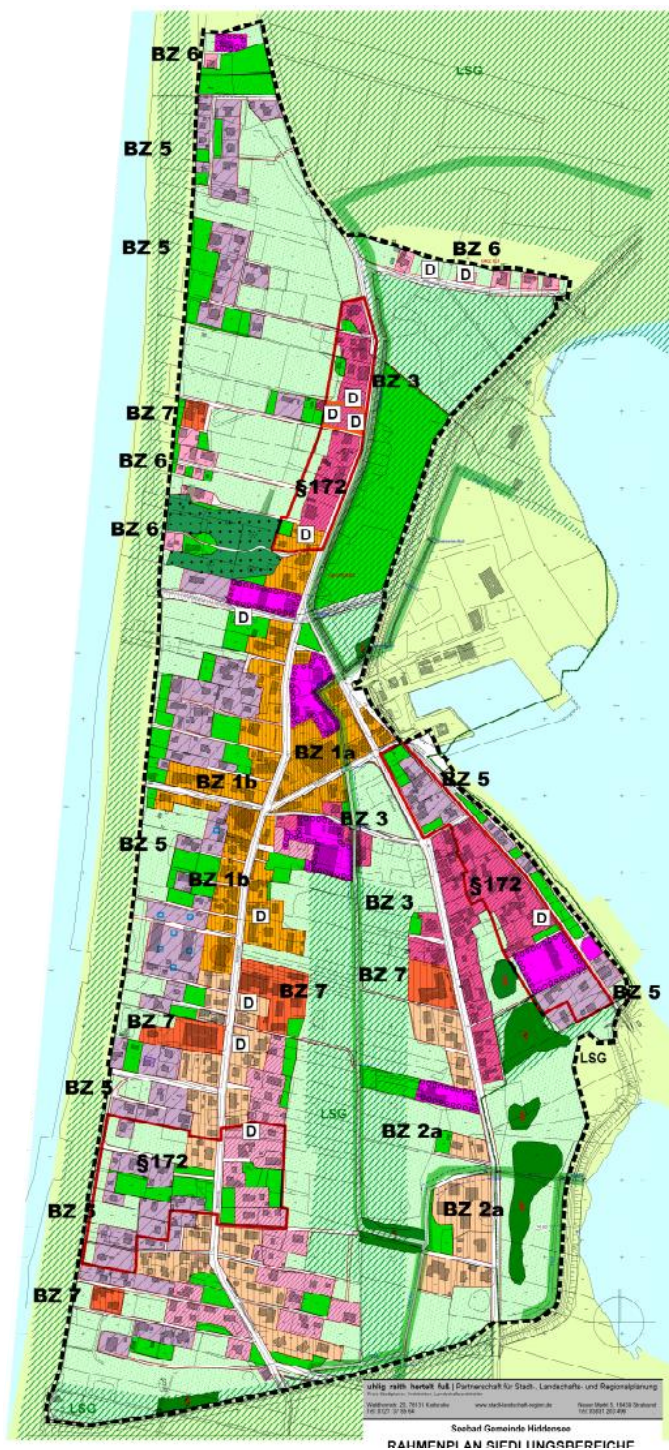 BZ 6
LSG
BZ 5
BZ 5
BZ 6
D
D
BZ 3
D
BZ 7
D
D
BZ 6
§172
BZ 6
D
D
BZ 1a
BZ 1b
BZ 5
BZ 3
BZ 5
BZ 1b
§172
BZ 3
D
D
BZ 7
BZ 7
D
BZ 5
BZ 7
D
LSG
BZ 5
LSG
D
BZ 2a
§172
BZ 5
BZ 2a
BZ 7
LSG
uhlig raith hertelt fuß | Partnerschaft für Stadt-, Landschafts- und Regionalplanung
Seebad Gemeinde Hiddensee
RAHMENPLAN SIEDLUNGSBEREICHE